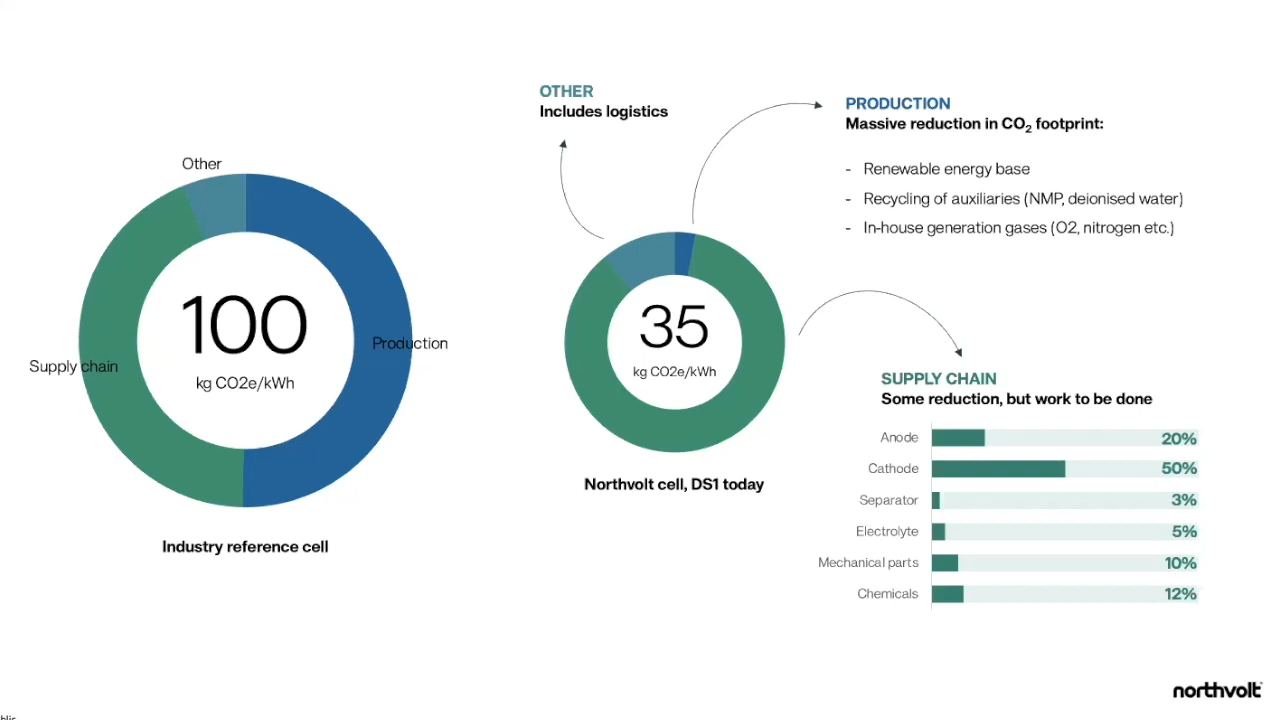 Other
Supply chain
100
kg CO2e/kWh
Production
Industry reference cell
OTHER
Includes logistics
35
kg CO2e/kWh
Northvolt cell, DS1 today
PRODUCTION
Massive reduction in CO₂ footprint:
- Renewable energy base
- Recycling of auxiliaries (NMP, deionised water)
- In-house generation gases (O2, nitrogen etc.)
SUPPLY CHAIN
Some reduction, but work to be done
Anode 20%
Cathode 50%
Separator 3%
Electrolyte 5%
Mechanical parts 10%
Chemicals 12%
northvolt